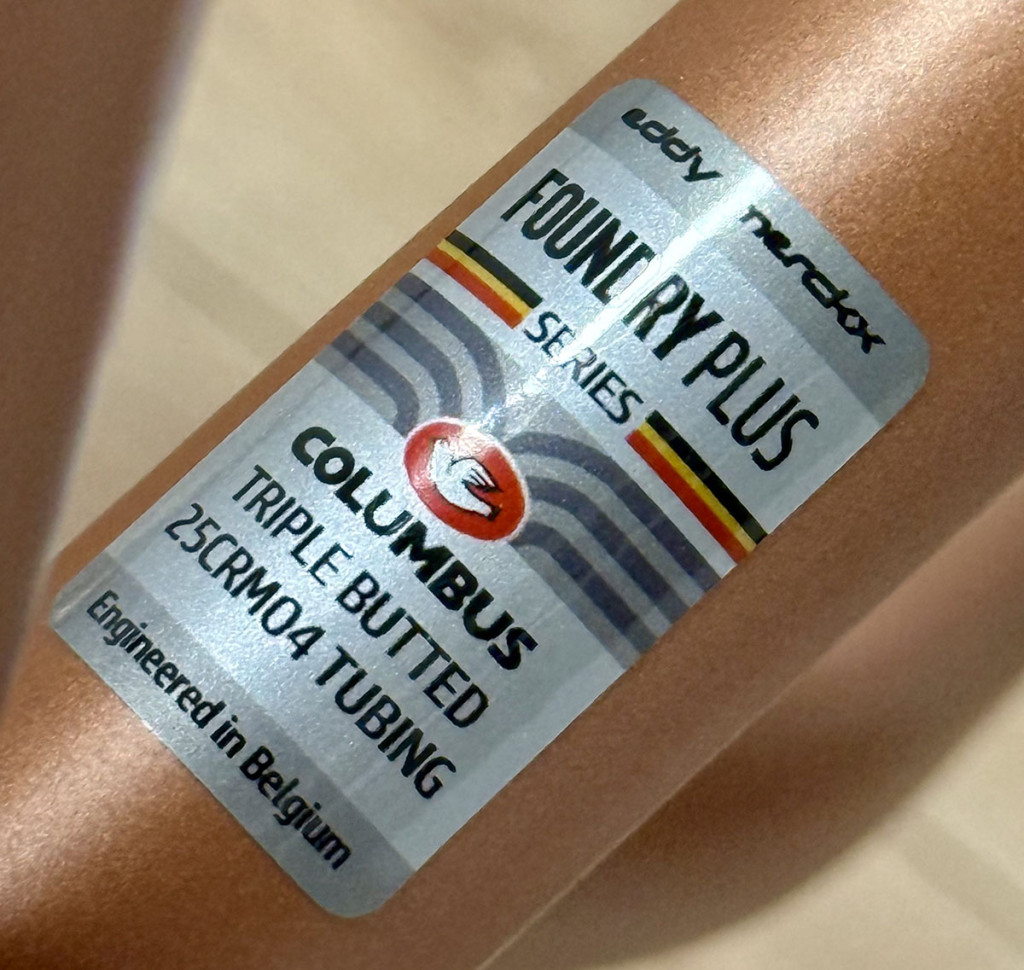 eddy merckx
FOUNDRY PLUS
SERIES
COLUMBUS
TRIPLE BUTTED
25CRMO4 TUBING
Engineered in Belgium